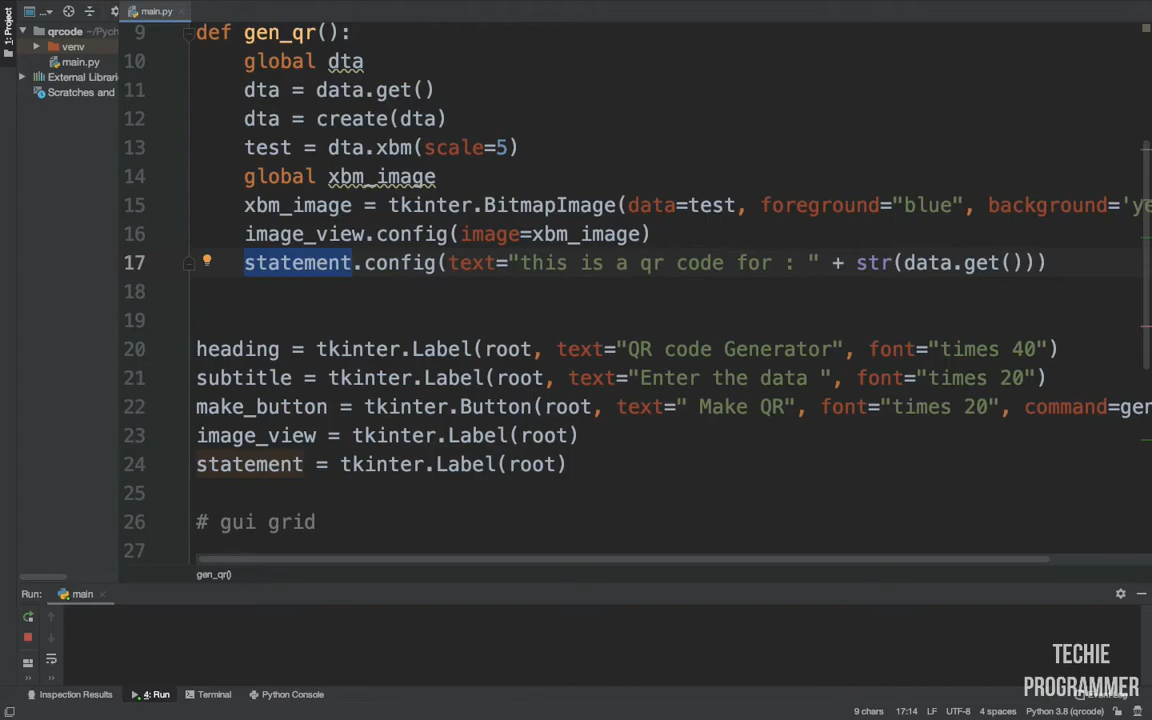 1: Project
qrcode ~/Pych
venv
main.py
External Librari
Scratches and
main.py
9 def gen_qr():
10 global dta
11 dta = data.get()
12 dta = create(dta)
13 test = dta.xbm(scale=5)
14 global xbm_image
15 xbm_image = tkinter.BitmapImage(data=test, foreground="blue", background='ye
16 image_view.config(image=xbm_image)
17 statement.config(text="this is a qr code for : " + str(data.get()))
18
19
20 heading = tkinter.Label(root, text="QR code Generator", font="times 40")
21 subtitle = tkinter.Label(root, text="Enter the data ", font="times 20")
22 make_button = tkinter.Button(root, text=" Make QR", font="times 20", command=gen
23 image_view = tkinter.Label(root)
24 statement = tkinter.Label(root)
25
26 # gui grid
27
gen_qr()
Run: main
TECHIE
PROGRAMMER
Inspection Results 4: Run Terminal Python Console
9 chars 17:14 LF UTF-8 4 spaces Python 3.8 (qrcode)